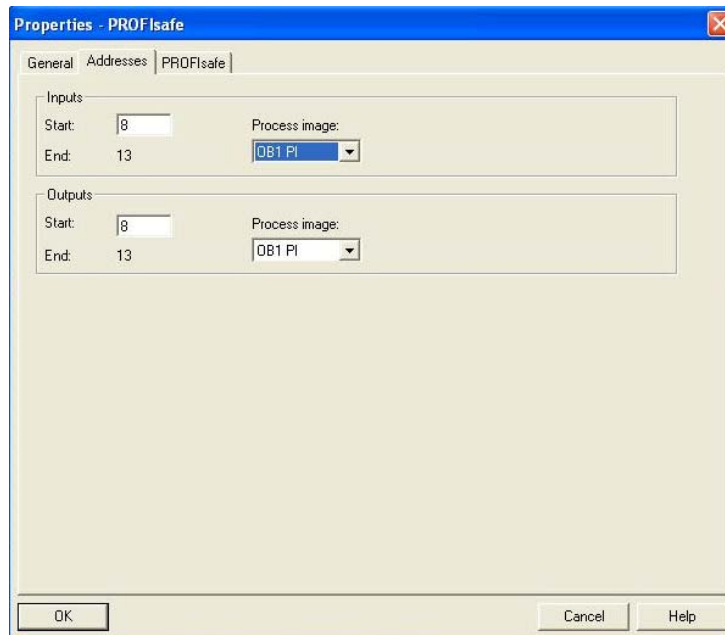 Properties - PROFIsafe
General Addresses PROFIsafe
Inputs
Start: 8 Process image:
End: 13 OB1 PI
Outputs
Start: 8 Process image:
End: 13 OB1 PI
OK Cancel Help